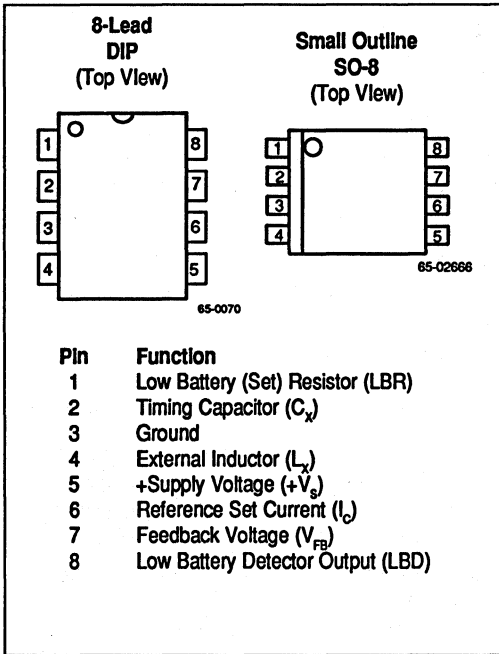 8-Lead
DIP
(Top View)
1
2
3
4
8
7
6
5
65-0070
Small Outline
SO-8
(Top View)
1
2
3
4
8
7
6
5
65-02666
Pin Function
1 Low Battery (Set) Resistor (LBR)
2 Timing Capacitor (Cₓ)
3 Ground
4 External Inductor (Lₓ)
5 +Supply Voltage (+Vₛ)
6 Reference Set Current (I_C)
7 Feedback Voltage (V_FB)
8 Low Battery Detector Output (LBD)